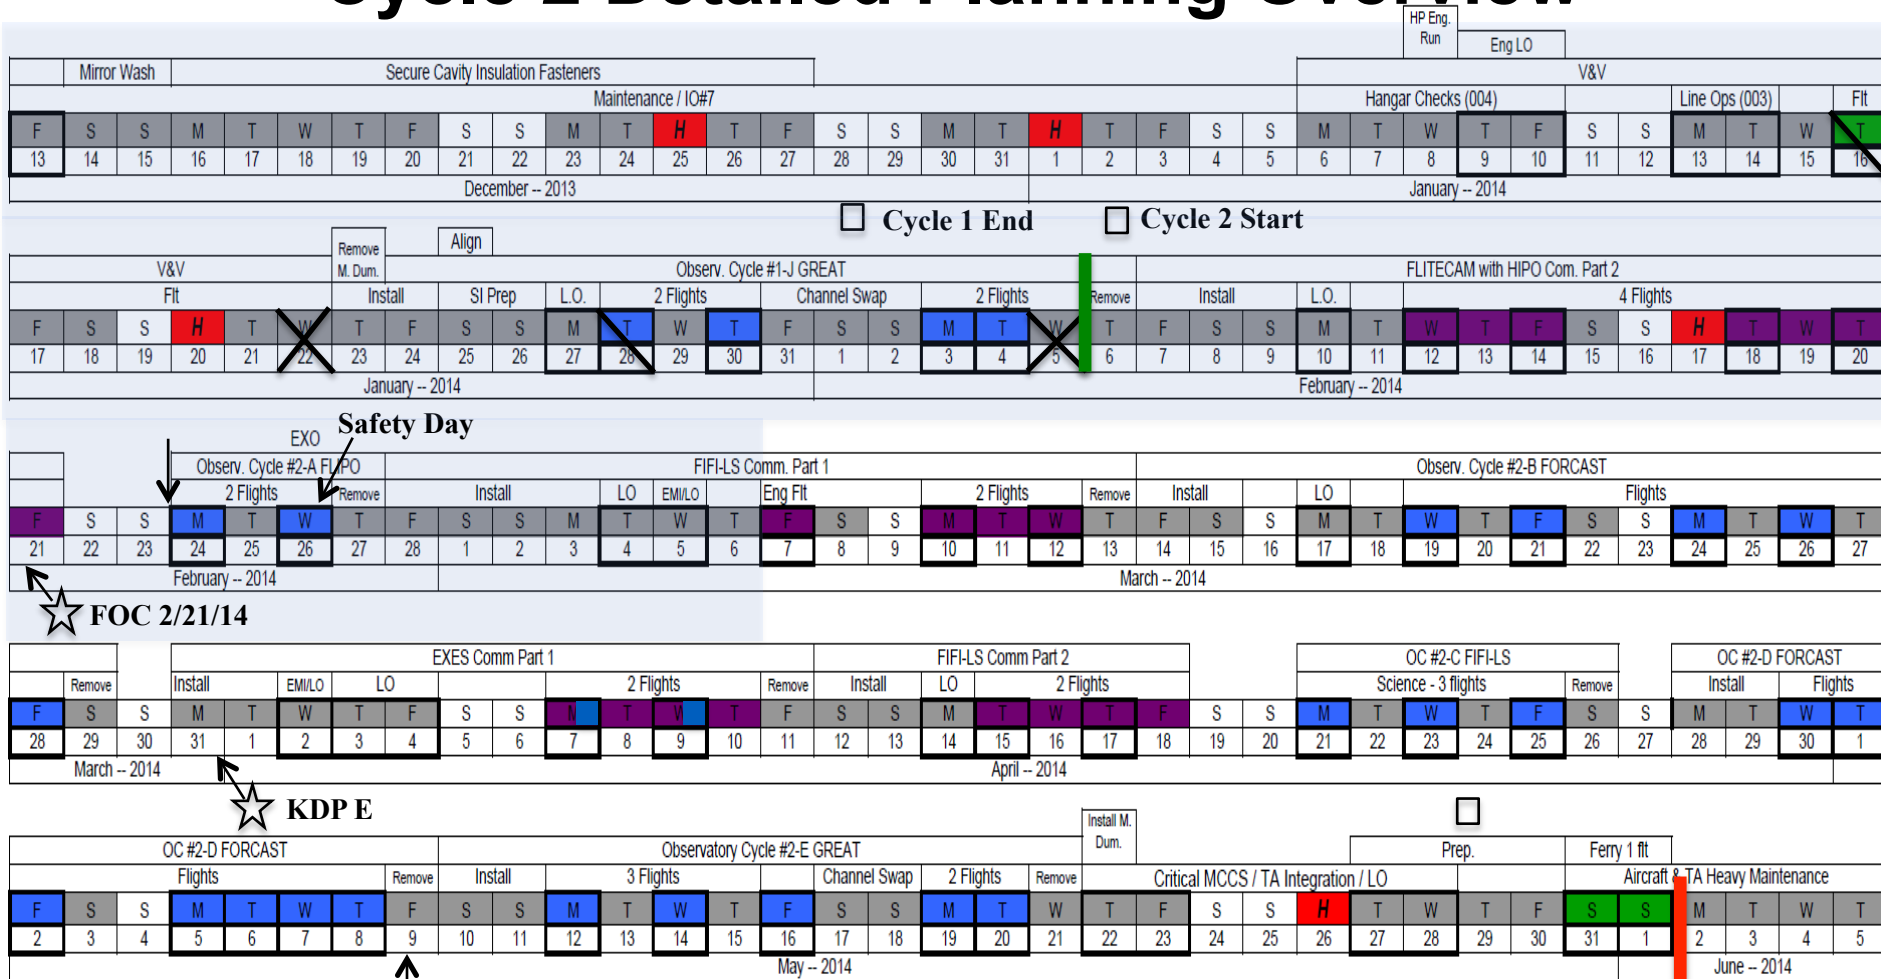 Cycle 2 Detailed Planning Overview
HP Eng. Run
Eng LO
Mirror Wash Secure Cavity Insulation Fasteners V&V
Maintenance / IO#7 Hangar Checks (004) Line Ops (003) Flt
F S S M T W T F S S M T H T F S S M T H T F S S M T W T F S S M T W T
13 14 15 16 17 18 19 20 21 22 23 24 25 26 27 28 29 30 31 1 2 3 4 5 6 7 8 9 10 11 12 13 14 15 16
December -- 2013 January -- 2014
Cycle 1 End Cycle 2 Start
Remove M. Dum. Align
V&V Observ. Cycle #1-J GREAT FLITECAM with HIPO Com. Part 2
Flt Install SI Prep L.O. 2 Flights Channel Swap 2 Flights Remove Install L.O. 4 Flights
F S S H T W T F S S M T W T F S S M T W T F S S M T W T F S S H T W T
17 18 19 20 21 22 23 24 25 26 27 28 29 30 31 1 2 3 4 5 6 7 8 9 10 11 12 13 14 15 16 17 18 19 20
January -- 2014 February -- 2014
Safety Day
EXO
Observ. Cycle #2-A FLIPO FIFI-LS Comm. Part 1 Observ. Cycle #2-B FORCAST
2 Flights Remove Install LO EMI/LO Eng Flt 2 Flights Remove Install LO Flights
F S S M T W T F S S M T W T F S S M T W T F S S M T W T F S S M T W T
21 22 23 24 25 26 27 28 1 2 3 4 5 6 7 8 9 10 11 12 13 14 15 16 17 18 19 20 21 22 23 24 25 26 27
February -- 2014 March -- 2014
FOC 2/21/14
EXES Comm Part 1 FIFI-LS Comm Part 2 OC #2-C FIFI-LS OC #2-D FORCAST
Remove Install EMI/LO LO 2 Flights Remove Install LO 2 Flights Science - 3 flights Remove Install Flights
F S S M T W T F S S M T W T F S S M T W T F S S M T W T F S S M T W T
28 29 30 31 1 2 3 4 5 6 7 8 9 10 11 12 13 14 15 16 17 18 19 20 21 22 23 24 25 26 27 28 29 30 1
March -- 2014 April -- 2014
KDP E
Install M. Dum.
OC #2-D FORCAST Observatory Cycle #2-E GREAT Prep. Ferry 1 flt
Flights Remove Install 3 Flights Channel Swap 2 Flights Remove Critical MCCS / TA Integration / LO Aircraft & TA Heavy Maintenance
F S S M T W T F S S M T W T F S S M T W T F S S H T W T F S S M T W T
2 3 4 5 6 7 8 9 10 11 12 13 14 15 16 17 18 19 20 21 22 23 24 25 26 27 28 29 30 31 1 2 3 4 5
May -- 2014 June -- 2014